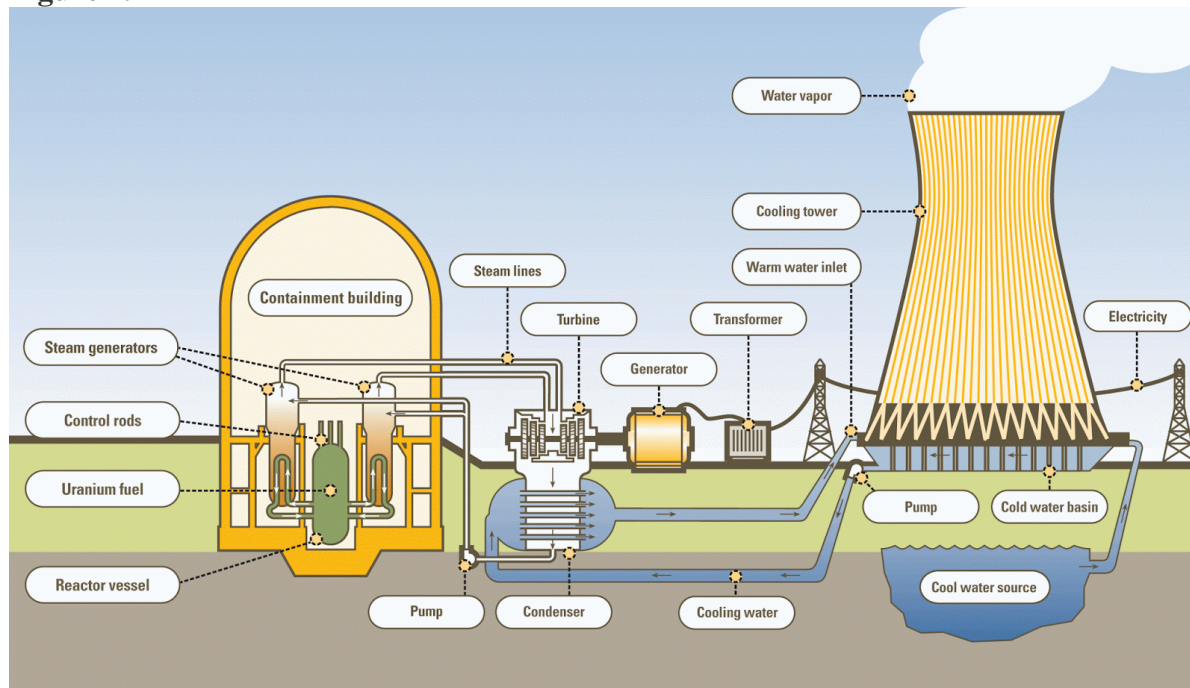 Water vapor
Cooling tower
Steam lines
Warm water inlet
Containment building
Turbine
Transformer
Electricity
Steam generators
Generator
Control rods
Uranium fuel
Pump
Cold water basin
Reactor vessel
Cool water source
Pump
Condenser
Cooling water